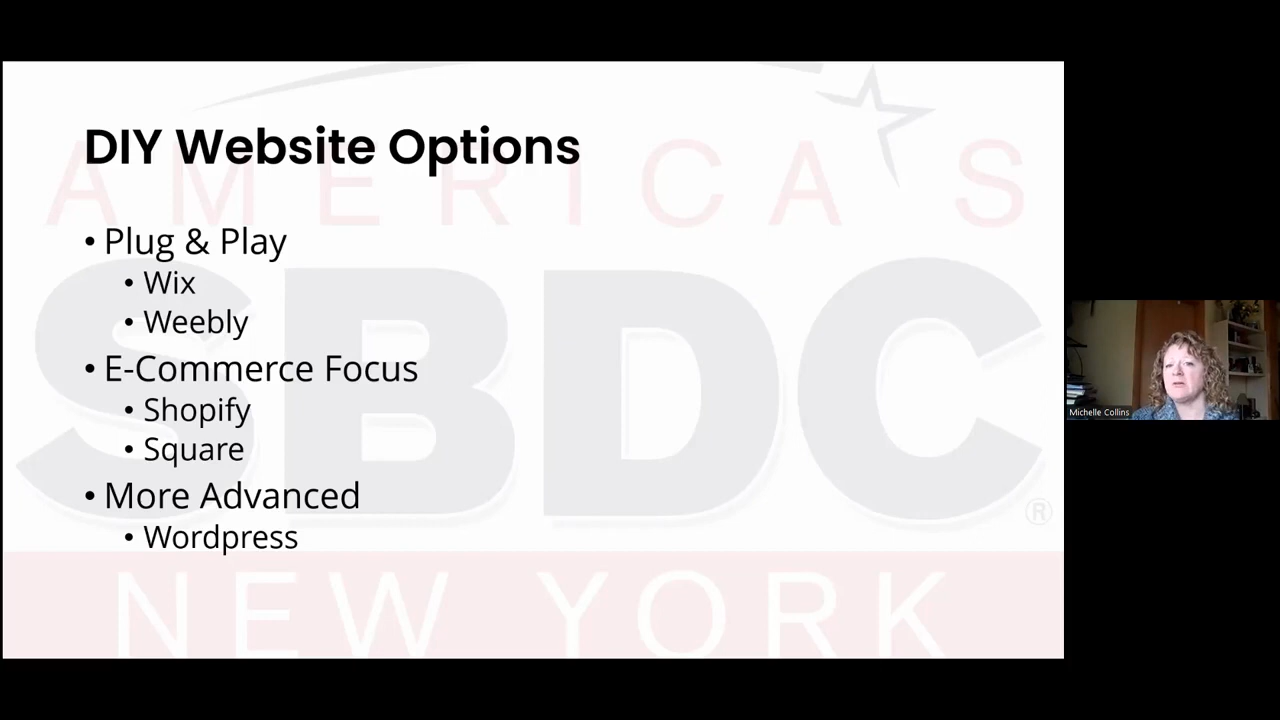 DIY Website Options
AMERICA'S
• Plug & Play
• Wix
• Weebly
• E-Commerce Focus
• Shopify
• Square
SBDC
• More Advanced
®
• Wordpress
NEW YORK
Michelle Collins